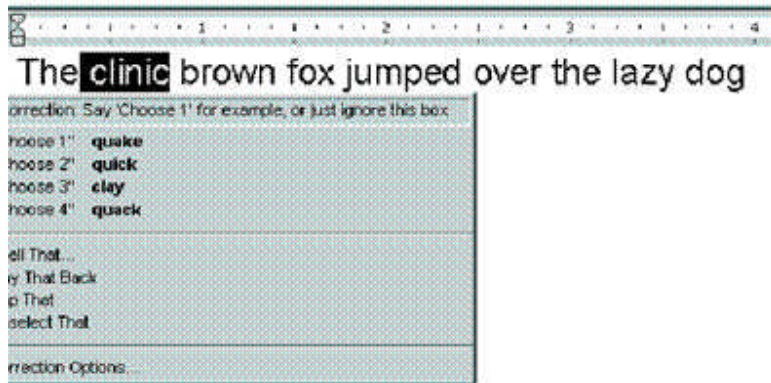 1 2 3 4
The clinic brown fox jumped over the lazy dog
orrection. Say 'Choose 1' for example, or just ignore this box
hoose 1" quake
hoose 2" quick
hoose 3" clay
hoose 4" quack
ell That...
y That Back
p That
select That
rrection Options...